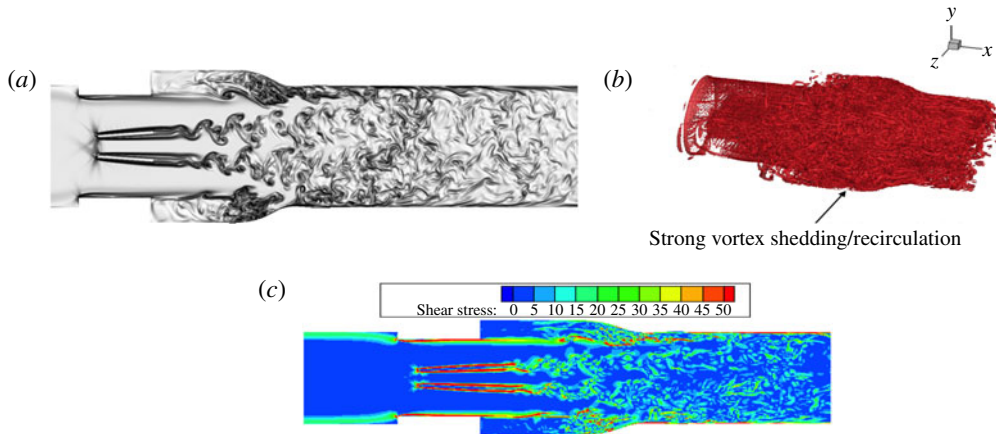 (a)
(b)
y
x
z
Strong vortex shedding/recirculation
(c)
Shear stress: 0 5 10 15 20 25 30 35 40 45 50